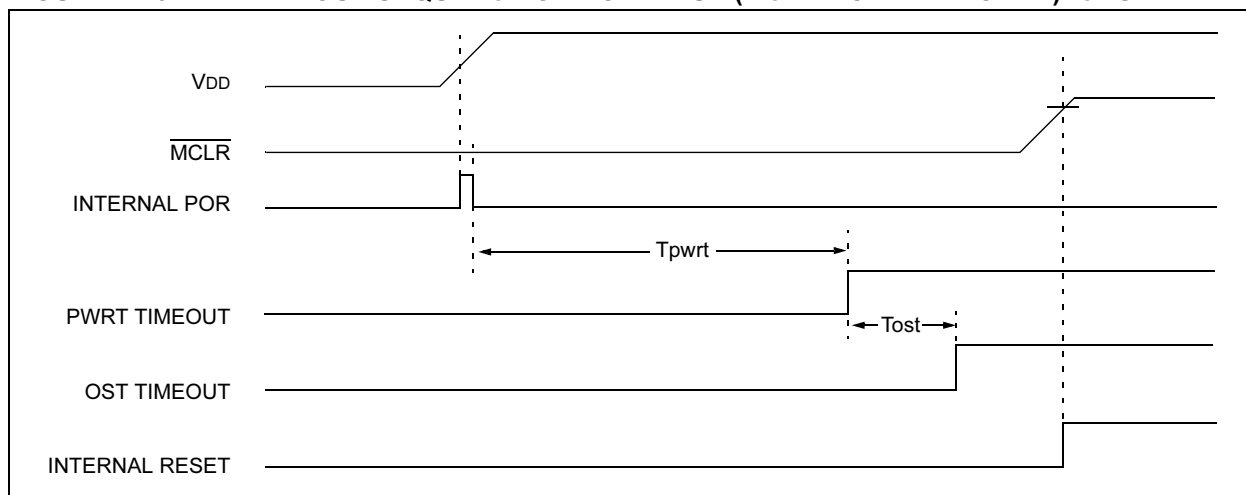 VDD
MCLR
INTERNAL POR
Tpwrt
PWRT TIMEOUT
Tost
OST TIMEOUT
INTERNAL RESET